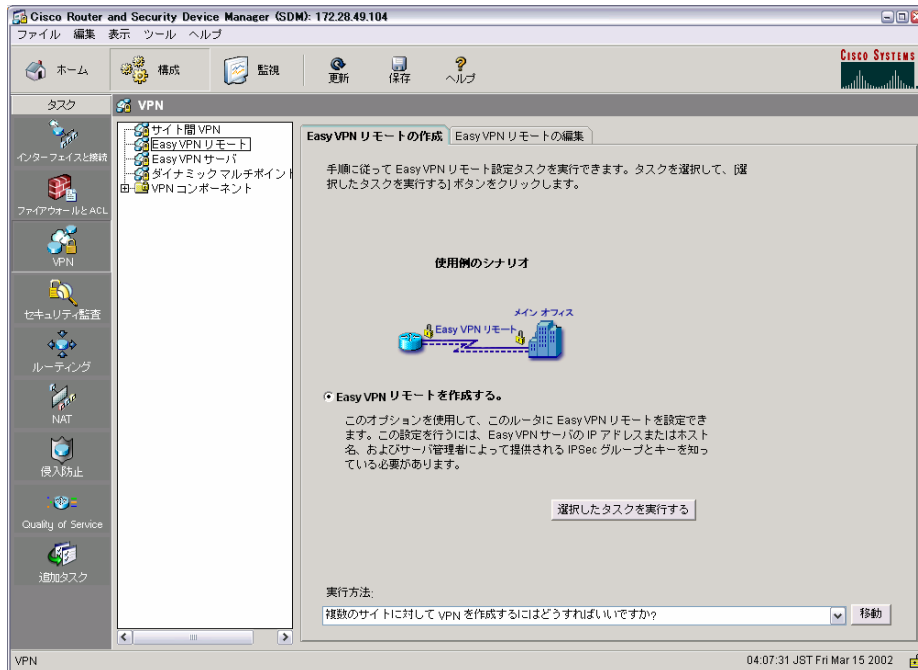 Cisco Router and Security Device Manager (SDM): 172.28.49.104
ファイル 編集 表示 ツール ヘルプ
ホーム 構成 監視 更新 保存 ヘルプ
CISCO SYSTEMS
タスク
VPN
インターフェイスと接続
ファイアウォールと ACL
VPN
セキュリティ監査
ルーティング
NAT
侵入防止
Quality of Service
追加タスク
サイト間 VPN
Easy VPN リモート
Easy VPN サーバ
ダイナミック マルチポイント
VPN コンポーネント
Easy VPN リモートの作成 Easy VPN リモートの編集
手順に従って Easy VPN リモート設定タスクを実行できます。タスクを選択して、[選
択したタスクを実行する] ボタンをクリックします。
使用例のシナリオ
メイン オフィス
Easy VPN リモート
Easy VPN リモートを作成する。
このオプションを使用して、このルータに Easy VPN リモートを設定でき
ます。この設定を行うには、Easy VPN サーバの IP アドレスまたはホスト
名、およびサーバ管理者によって提供される IPSec グループとキーを知っ
ている必要があります。
選択したタスクを実行する
実行方法:
複数のサイトに対して VPN を作成するにはどうすればいいですか?
移動
VPN
04:07:31 JST Fri Mar 15 2002